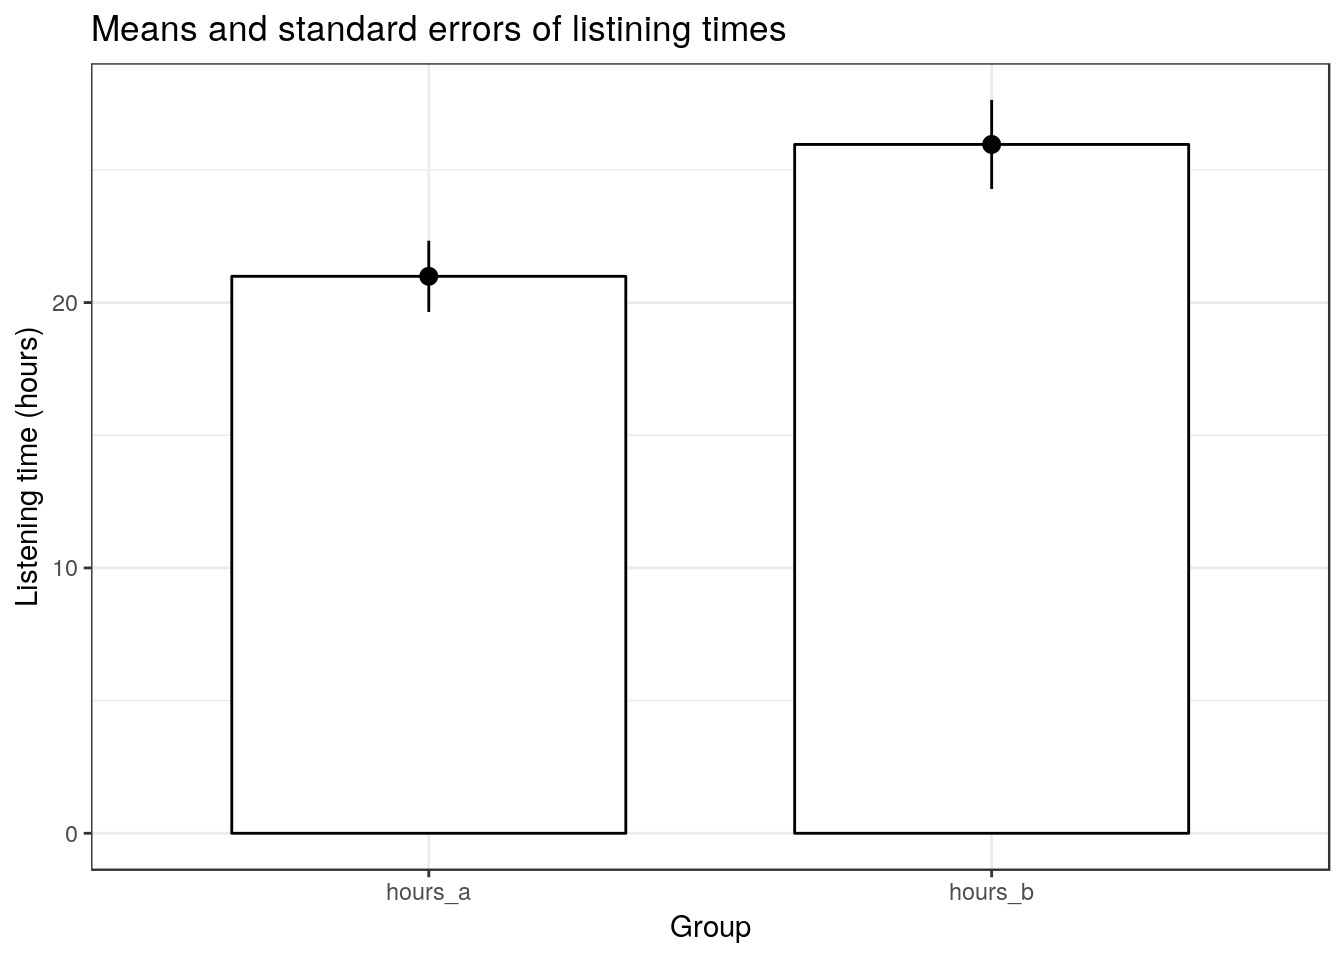 Means and standard errors of listining times
Listening time (hours)
20
10
0
hours_a
hours_b
Group